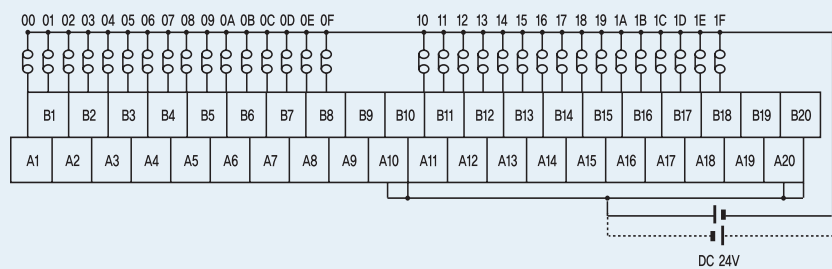 00 01 02 03 04 05 06 07 08 09 0A 0B 0C 0D 0E 0F 10 11 12 13 14 15 16 17 18 19 1A 1B 1C 1D 1E 1F
B1 B2 B3 B4 B5 B6 B7 B8 B9 B10 B11 B12 B13 B14 B15 B16 B17 B18 B19 B20
A1 A2 A3 A4 A5 A6 A7 A8 A9 A10 A11 A12 A13 A14 A15 A16 A17 A18 A19 A20
DC 24V